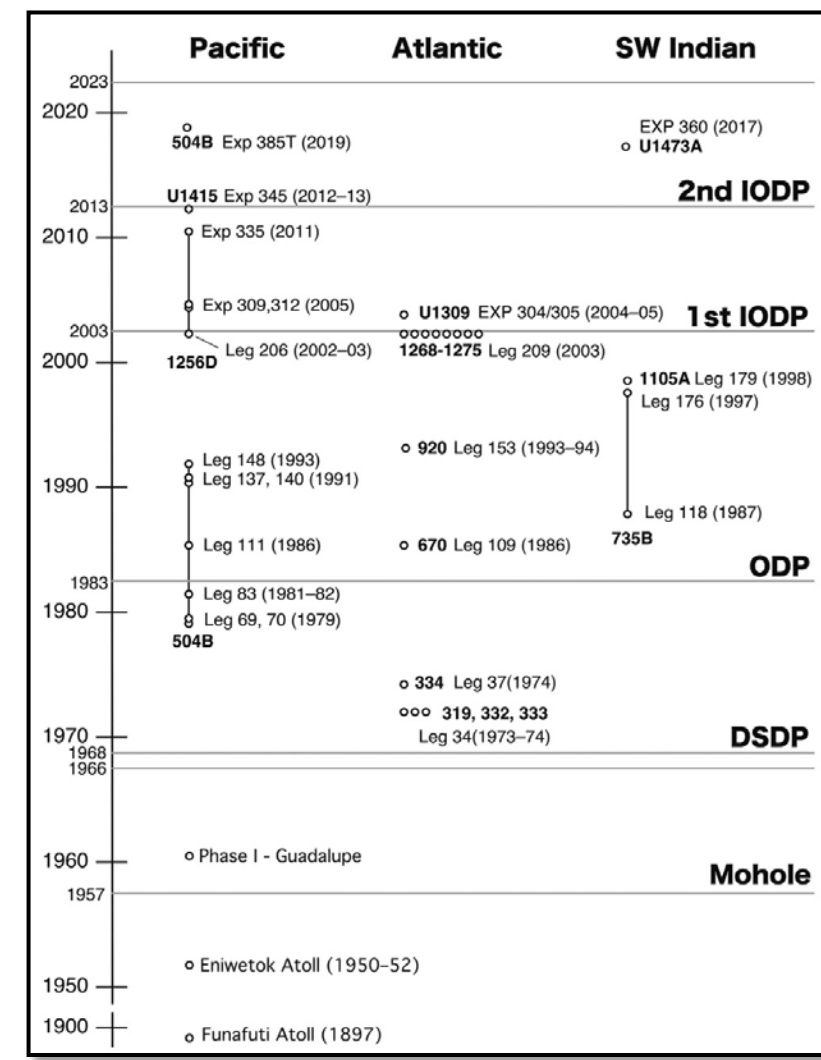 Pacific Atlantic SW Indian
2023
2020
EXP 360 (2017)
504B Exp 385T (2019)
U1473A
2nd IODP
U1415 Exp 345 (2012–13)
2013
2010
Exp 335 (2011)
Exp 309,312 (2005)
U1309 EXP 304/305 (2004–05)
1st IODP
2003
Leg 206 (2002–03)
1268-1275 Leg 209 (2003)
2000
1256D
1105A Leg 179 (1998)
Leg 176 (1997)
920 Leg 153 (1993–94)
Leg 148 (1993)
Leg 137, 140 (1991)
1990
Leg 118 (1987)
735B
Leg 111 (1986)
670 Leg 109 (1986)
ODP
1983
Leg 83 (1981–82)
1980
Leg 69, 70 (1979)
504B
334 Leg 37(1974)
319, 332, 333
Leg 34(1973–74)
1970
DSDP
1968
1966
1960
Phase I - Guadalupe
Mohole
1957
Eniwetok Atoll (1950–52)
1950
1900
Funafuti Atoll (1897)